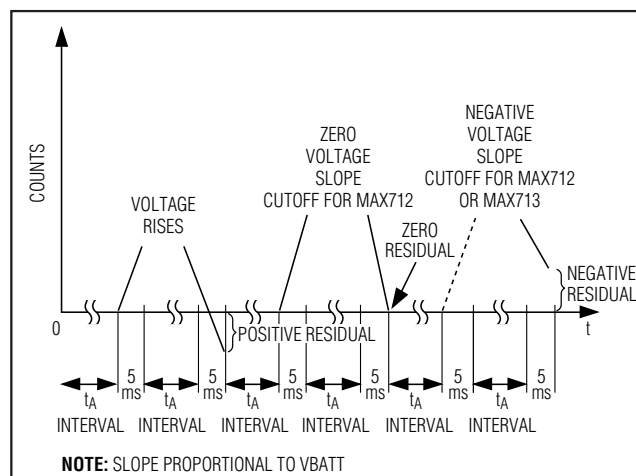 COUNTS
VOLTAGE
RISES
ZERO
VOLTAGE
SLOPE
CUTOFF FOR MAX712
NEGATIVE
VOLTAGE
SLOPE
CUTOFF FOR MAX712
OR MAX713
ZERO
RESIDUAL
NEGATIVE
RESIDUAL
0
t
POSITIVE RESIDUAL
5 ms 5 ms 5 ms 5 ms 5 ms 5 ms
tA tA tA tA tA tA
INTERVAL INTERVAL INTERVAL INTERVAL INTERVAL INTERVAL
NOTE: SLOPE PROPORTIONAL TO VBATT